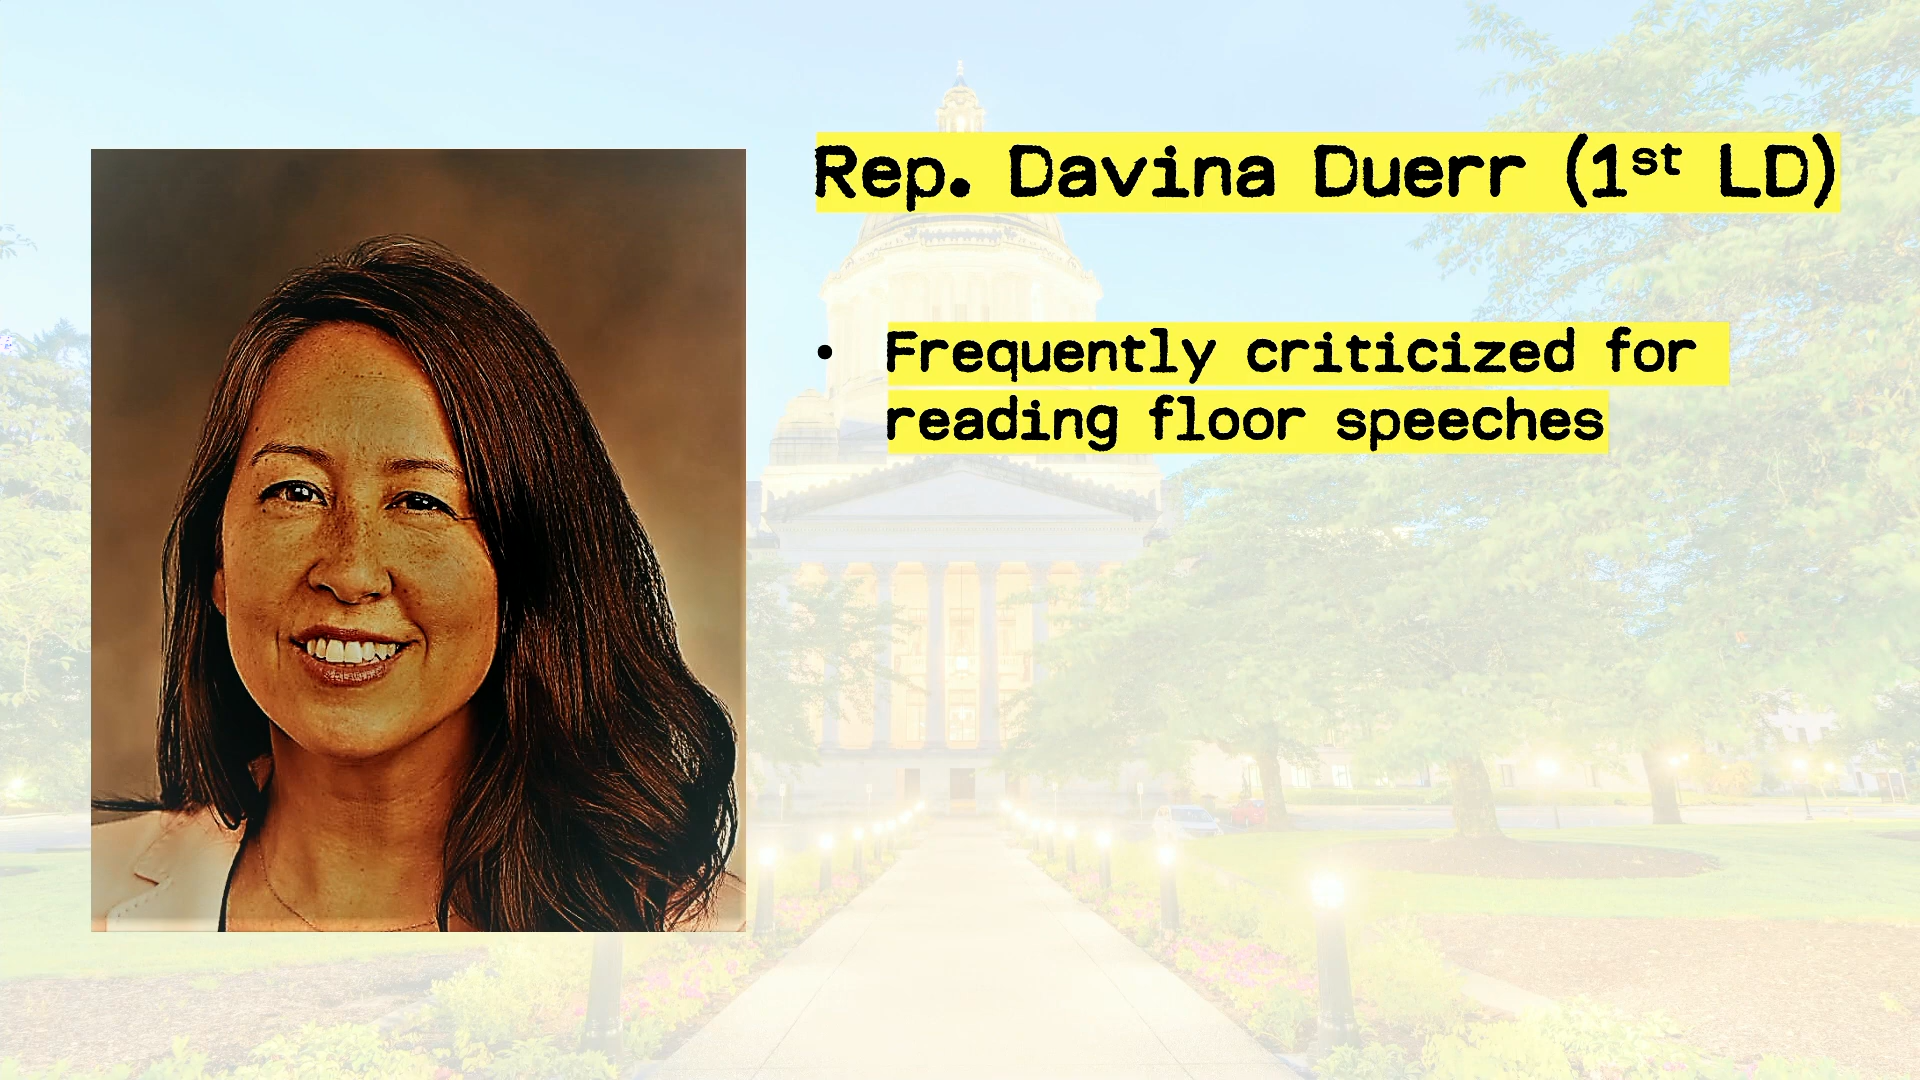 Rep. Davina Duerr (1st LD)
• Frequently criticized for
reading floor speeches